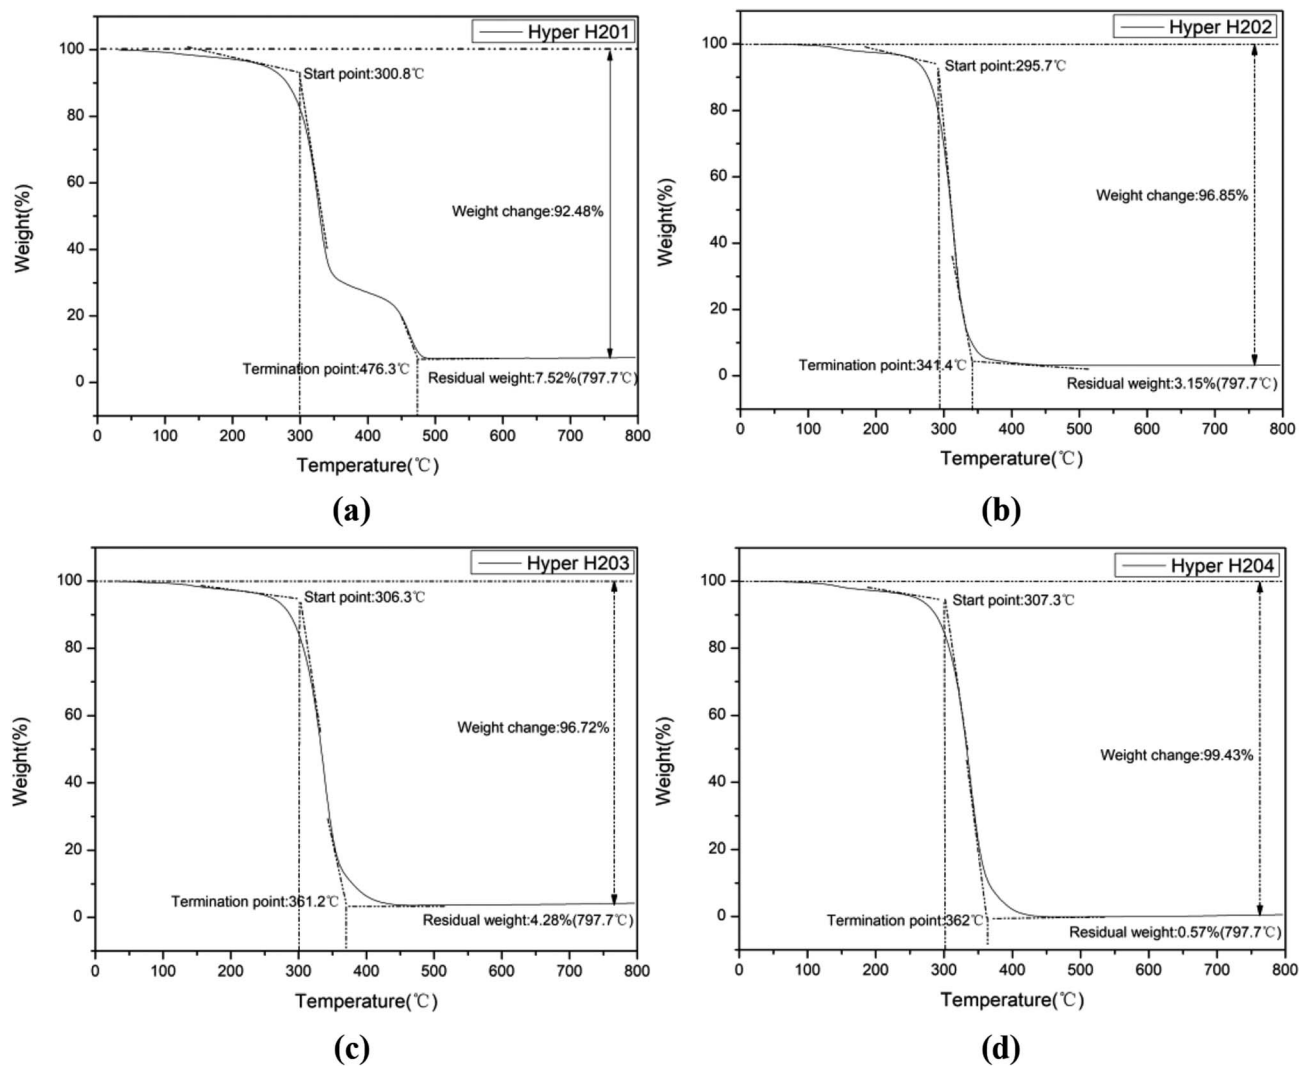 Hyper H201
100
80
60
40
20
0
Weight(%)
Start point:300.8℃
Weight change:92.48%
Termination point:476.3℃
Residual weight:7.52%(797.7℃)
0 100 200 300 400 500 600 700 800
Temperature(℃)
(a)
Hyper H202
100
80
60
40
20
0
Weight(%)
Start point:295.7℃
Weight change:96.85%
Termination point:341.4℃
Residual weight:3.15%(797.7℃)
0 100 200 300 400 500 600 700 800
Temperature(℃)
(b)
Hyper H203
100
80
60
40
20
0
Weight(%)
Start point:306.3℃
Weight change:96.72%
Termination point:361.2℃
Residual weight:4.28%(797.7℃)
0 100 200 300 400 500 600 700 800
Temperature(℃)
(c)
Hyper H204
100
80
60
40
20
0
Weight(%)
Start point:307.3℃
Weight change:99.43%
Termination point:362℃
Residual weight:0.57%(797.7℃)
0 100 200 300 400 500 600 700 800
Temperature(℃)
(d)